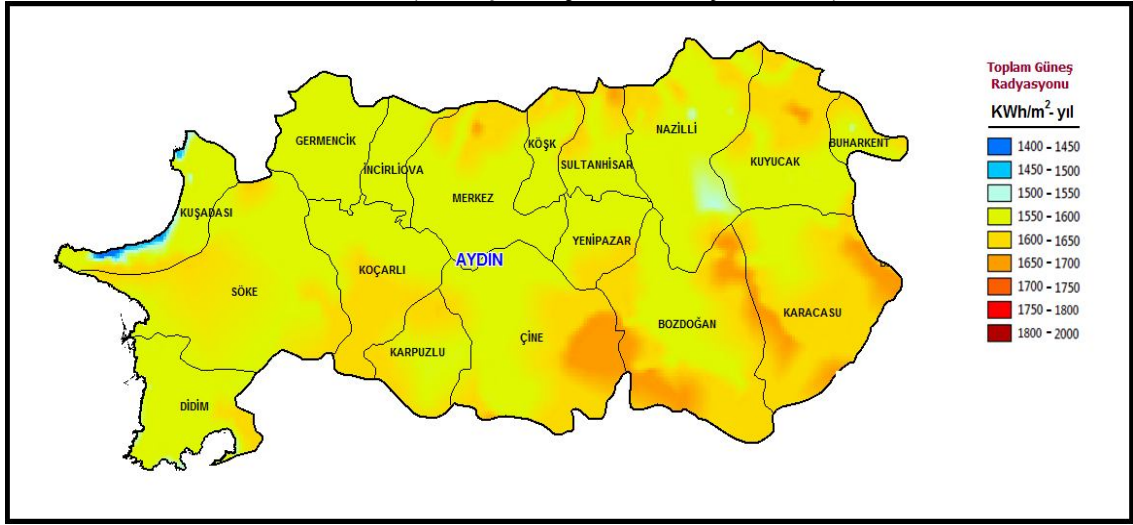 Toplam Güneş
Radyasyonu
KWh/m²- yıl
1400 - 1450
1450 - 1500
1500 - 1550
1550 - 1600
1600 - 1650
1650 - 1700
1700 - 1750
1750 - 1800
1800 - 2000
GERMENCİK
İNCİRLİOVA
KÖŞK
SULTANHİSAR
NAZİLLİ
BUHARKENT
KUYUCAK
KUŞADASI
MERKEZ
YENİPAZAR
AYDIN
KOÇARLI
SÖKE
KARACASU
BOZDOĞAN
ÇİNE
KARPUZLU
DİDİM